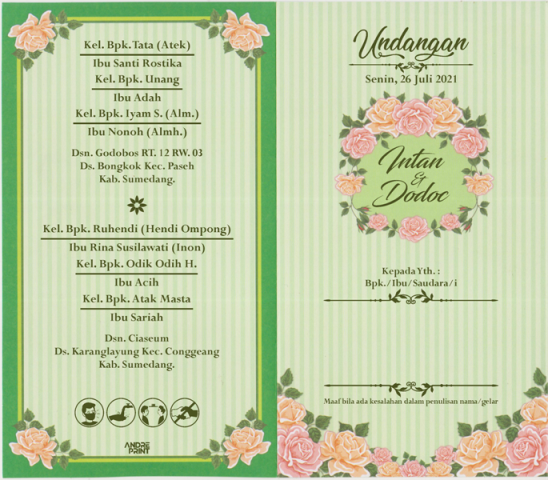 Kel. Bpk. Tata (Atek)
Ibu Santi Rostika
Kel. Bpk. Unang
Ibu Adah
Kel. Bpk. Iyam S. (Alm.)
Ibu Nonoh (Almh.)
Dsn. Godobos RT. 12 RW. 03
Ds. Bongkok Kec. Paseh
Kab. Sumedang.
Kel. Bpk. Ruhendi (Hendi Ompong)
Ibu Rina Susilawati (Inon)
Kel. Bpk. Odik Odih H.
Ibu Acih
Kel. Bpk. Atak Masta
Ibu Sariah
Dsn. Ciaseum
Ds. Karanglayung Kec. Conggeang
Kab. Sumedang.
ANDRE
PRINT
Undangan
Senin, 26 Juli 2021
Intan
&
Dodoc
Kepada Yth. :
Bpk./Ibu/Saudara/i
Maaf bila ada kesalahan dalam penulisan nama/gelar